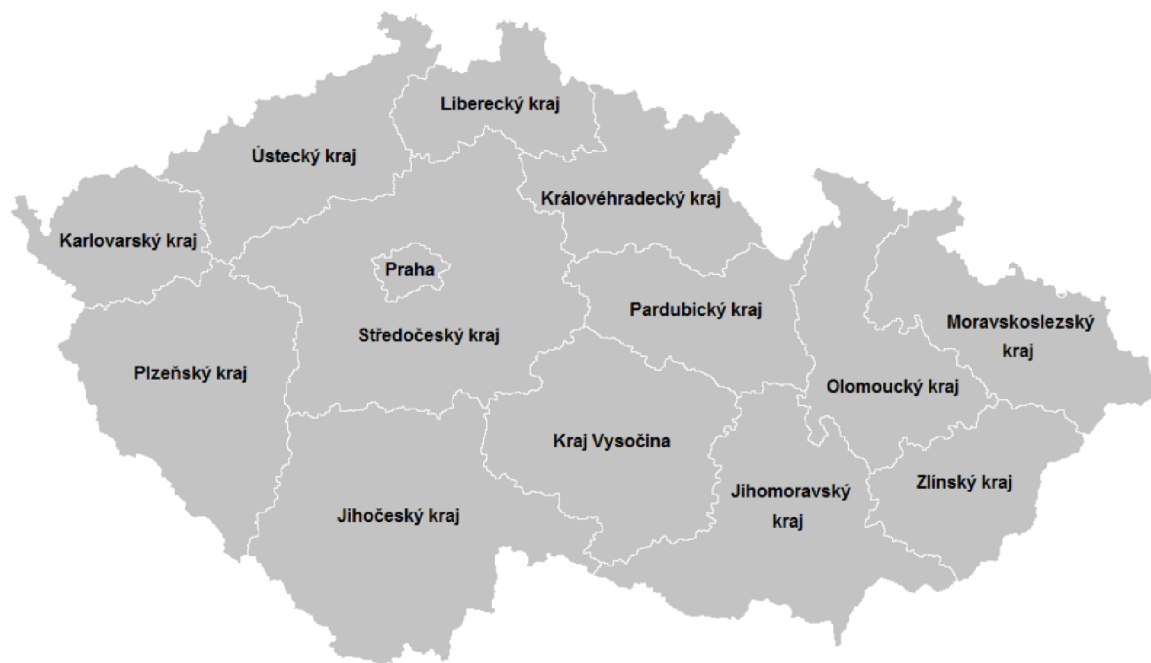 Liberecký kraj
Ústecký kraj
Královéhradecký kraj
Karlovarský kraj
Praha
Pardubický kraj
Středočeský kraj
Moravskoslezský
kraj
Plzeňský kraj
Olomoucký kraj
Kraj Vysočina
Zlínský kraj
Jihomoravský
kraj
Jihočeský kraj